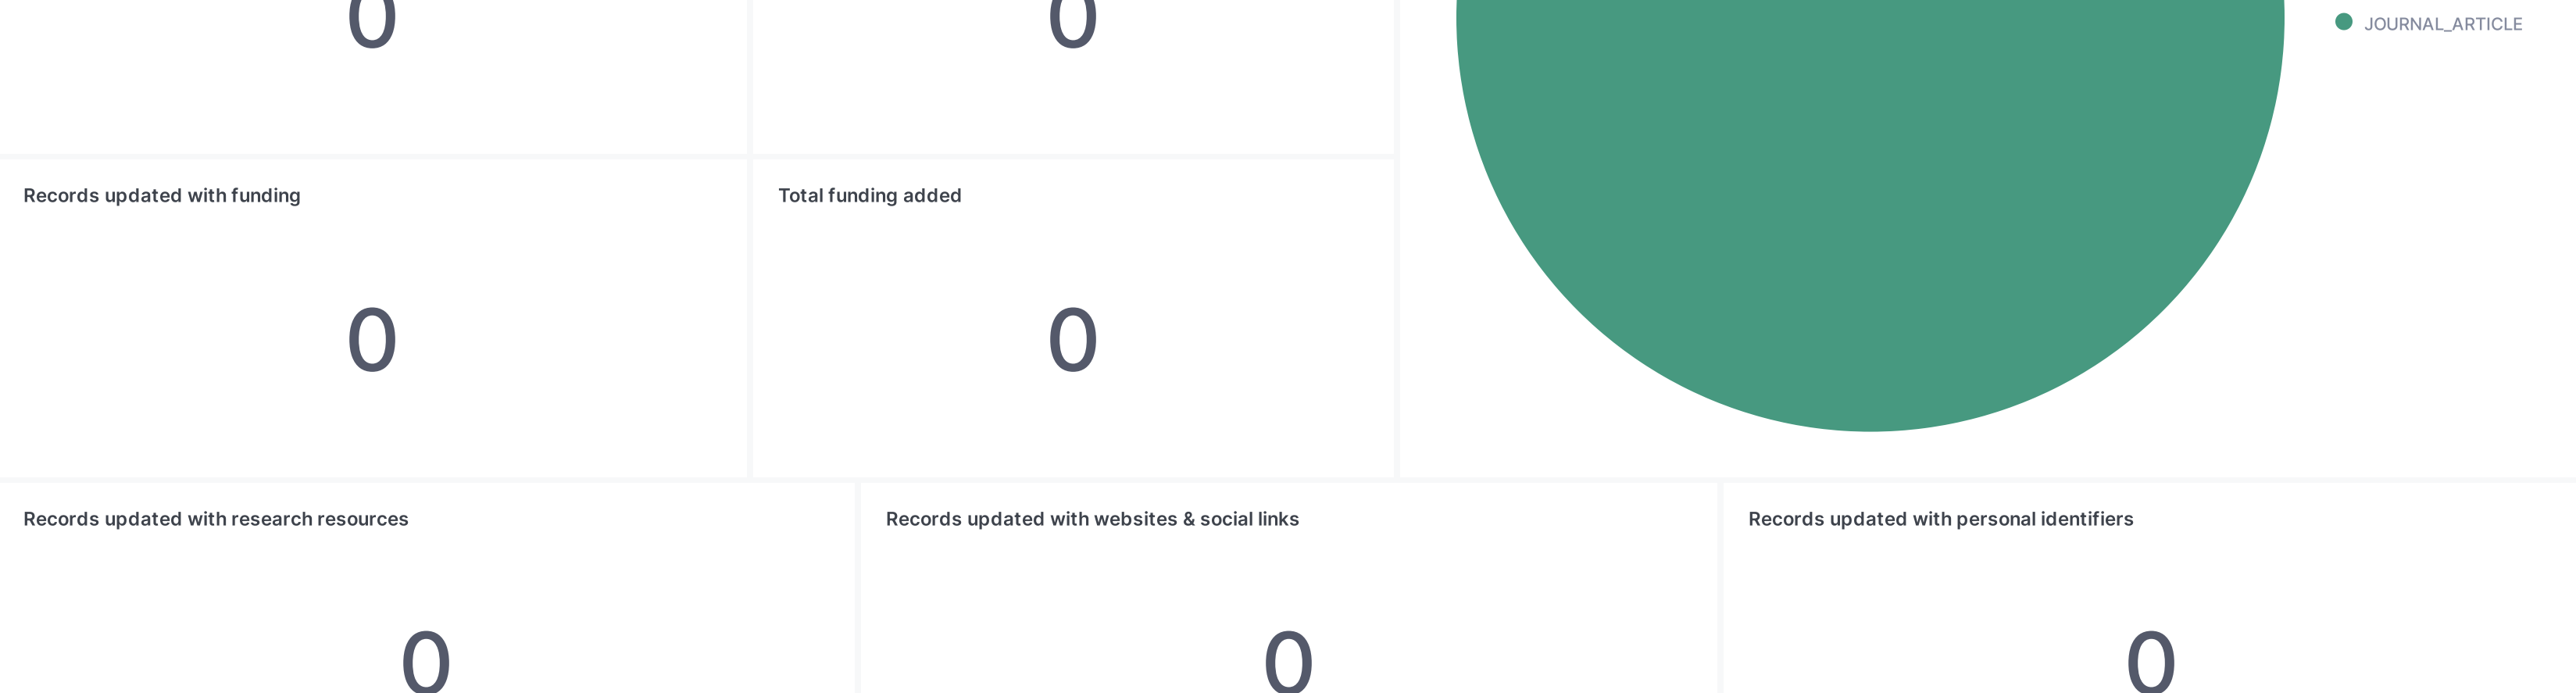 0
0
JOURNAL_ARTICLE
Records updated with funding
Total funding added
0
0
Records updated with research resources
Records updated with websites & social links
Records updated with personal identifiers
0
0
0